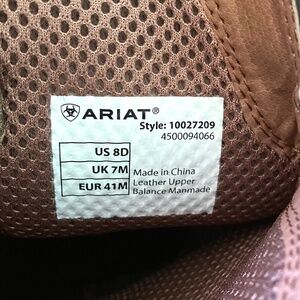 ARIAT®
Style: 10027209
4500094066
US 8D
UK 7M
EUR 41M
Made in China
Leather Upper
Balance Manmade